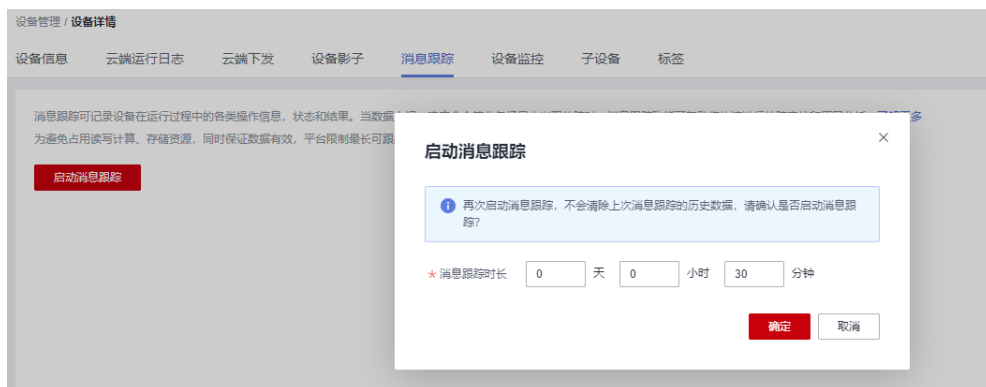 设备管理 / 设备详情
设备信息 云端运行日志 云端下发 设备影子 消息跟踪 设备监控 子设备 标签
消息跟踪可记录设备在运行过程中的各类操作信息，状态和结果。当数据
为避免占用读写计算、存储资源，同时保证数据有效，平台限制最长可跟
启动消息跟踪
启动消息跟踪
再次启动消息跟踪，不会清除上次消息跟踪的历史数据，请确认是否启动消息跟
踪?
* 消息跟踪时长 0 天 0 小时 30 分钟
确定 取消